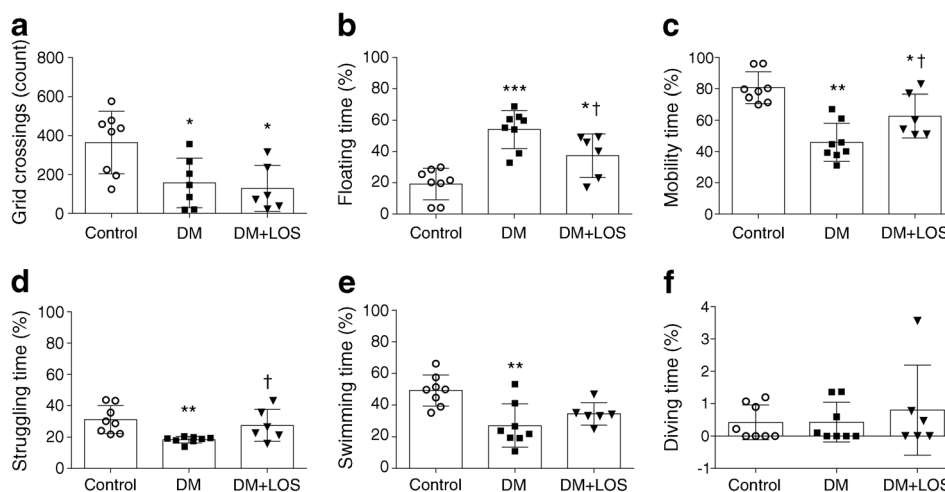 a
Grid crossings (count)
800
600
400
200
0
Control DM DM+LOS
* *
b
Floating time (%)
100
80
60
40
20
0
Control DM DM+LOS
*** *†
c
Mobility time (%)
100
80
60
40
20
0
Control DM DM+LOS
** *†
d
Struggling time (%)
100
80
60
40
20
0
Control DM DM+LOS
** †
e
Swimming time (%)
100
80
60
40
20
0
Control DM DM+LOS
**
f
Diving time (%)
4
3
2
1
0
-1
Control DM DM+LOS